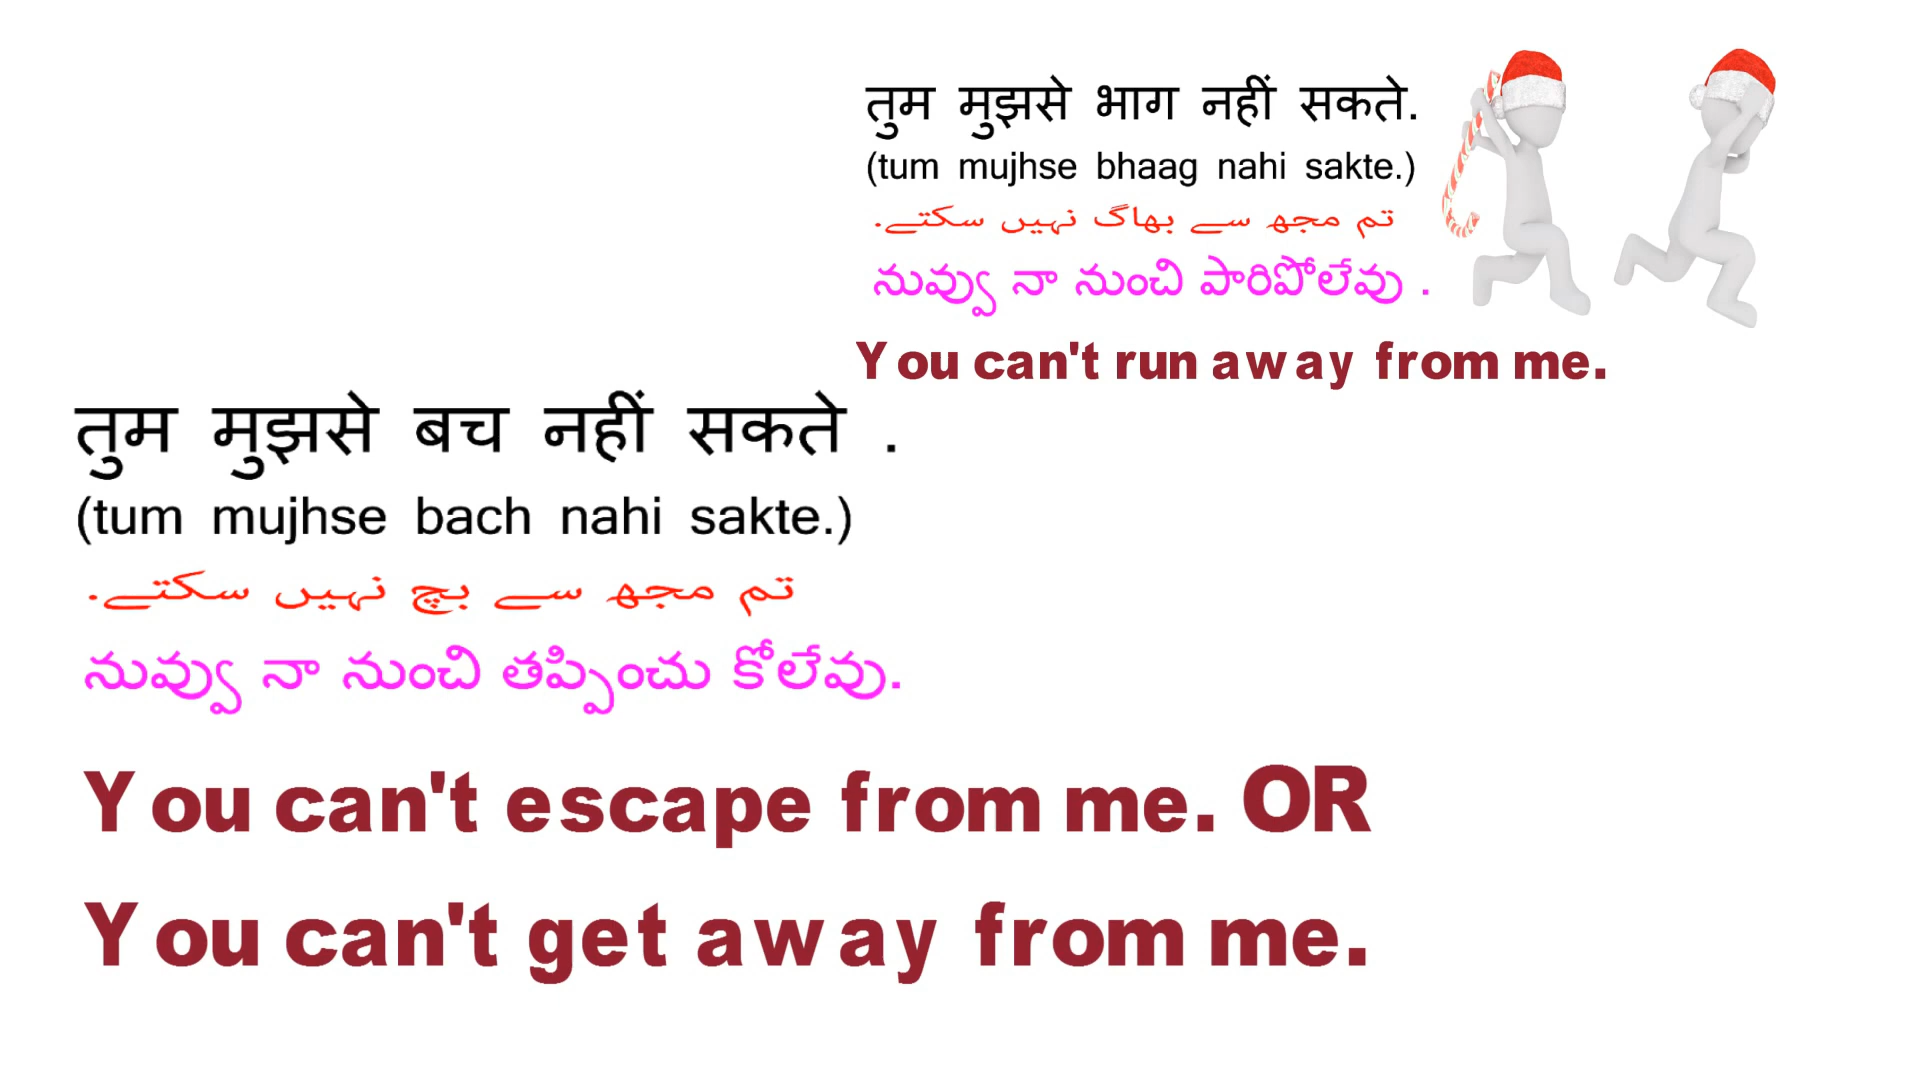 तुम मुझसे भाग नहीं सकते.
(tum mujhse bhaag nahi sakte.)
تم مجھ سے بھاگ نہیں سکتے.
నువ్వు నా నుంచి పారిపోలేవు .
You can't run away from me.
तुम मुझसे बच नहीं सकते .
(tum mujhse bach nahi sakte.)
تم مجھ سے بچ نہیں سکتے.
నువ్వు నా నుంచి తప్పించు కోలేవు.
You can't escape from me. OR
You can't get away from me.